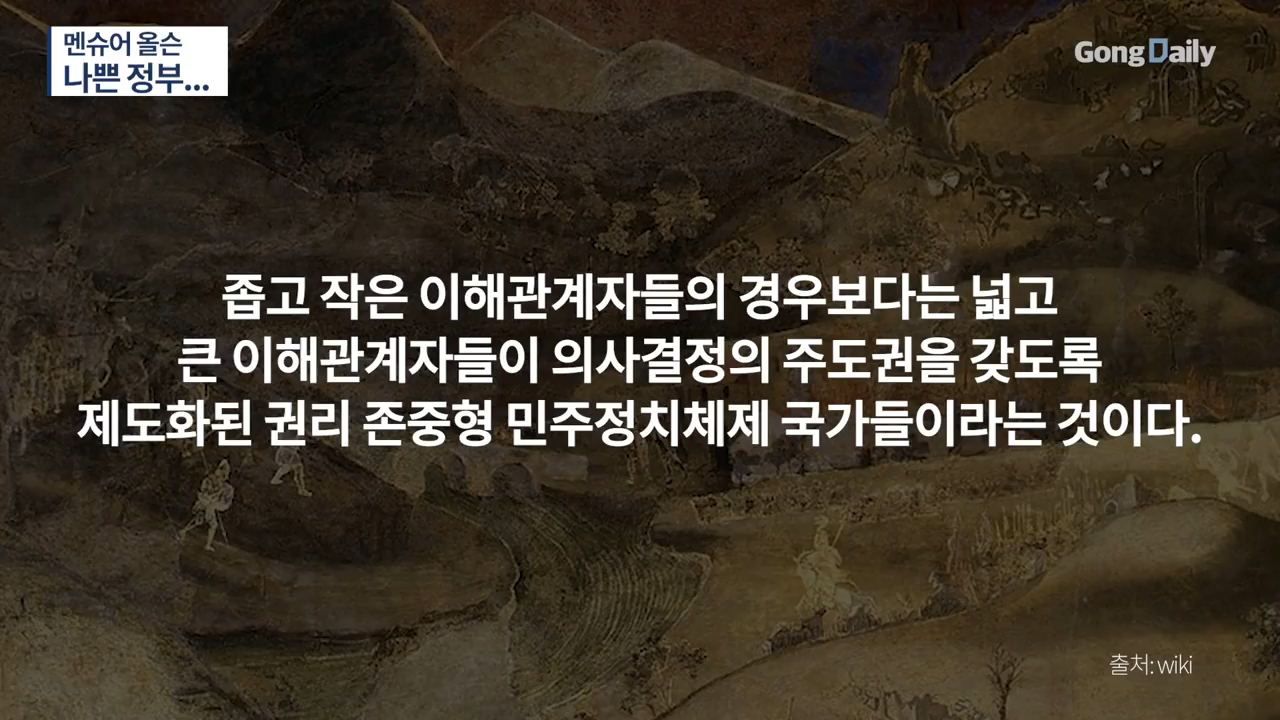 멘슈어 올슨
나쁜 정부...
Gong Daily
좁고 작은 이해관계자들의 경우보다는 넓고
큰 이해관계자들이 의사결정의 주도권을 갖도록
제도화된 권리 존중형 민주정치체제 국가들이라는 것이다.
출처: wiki